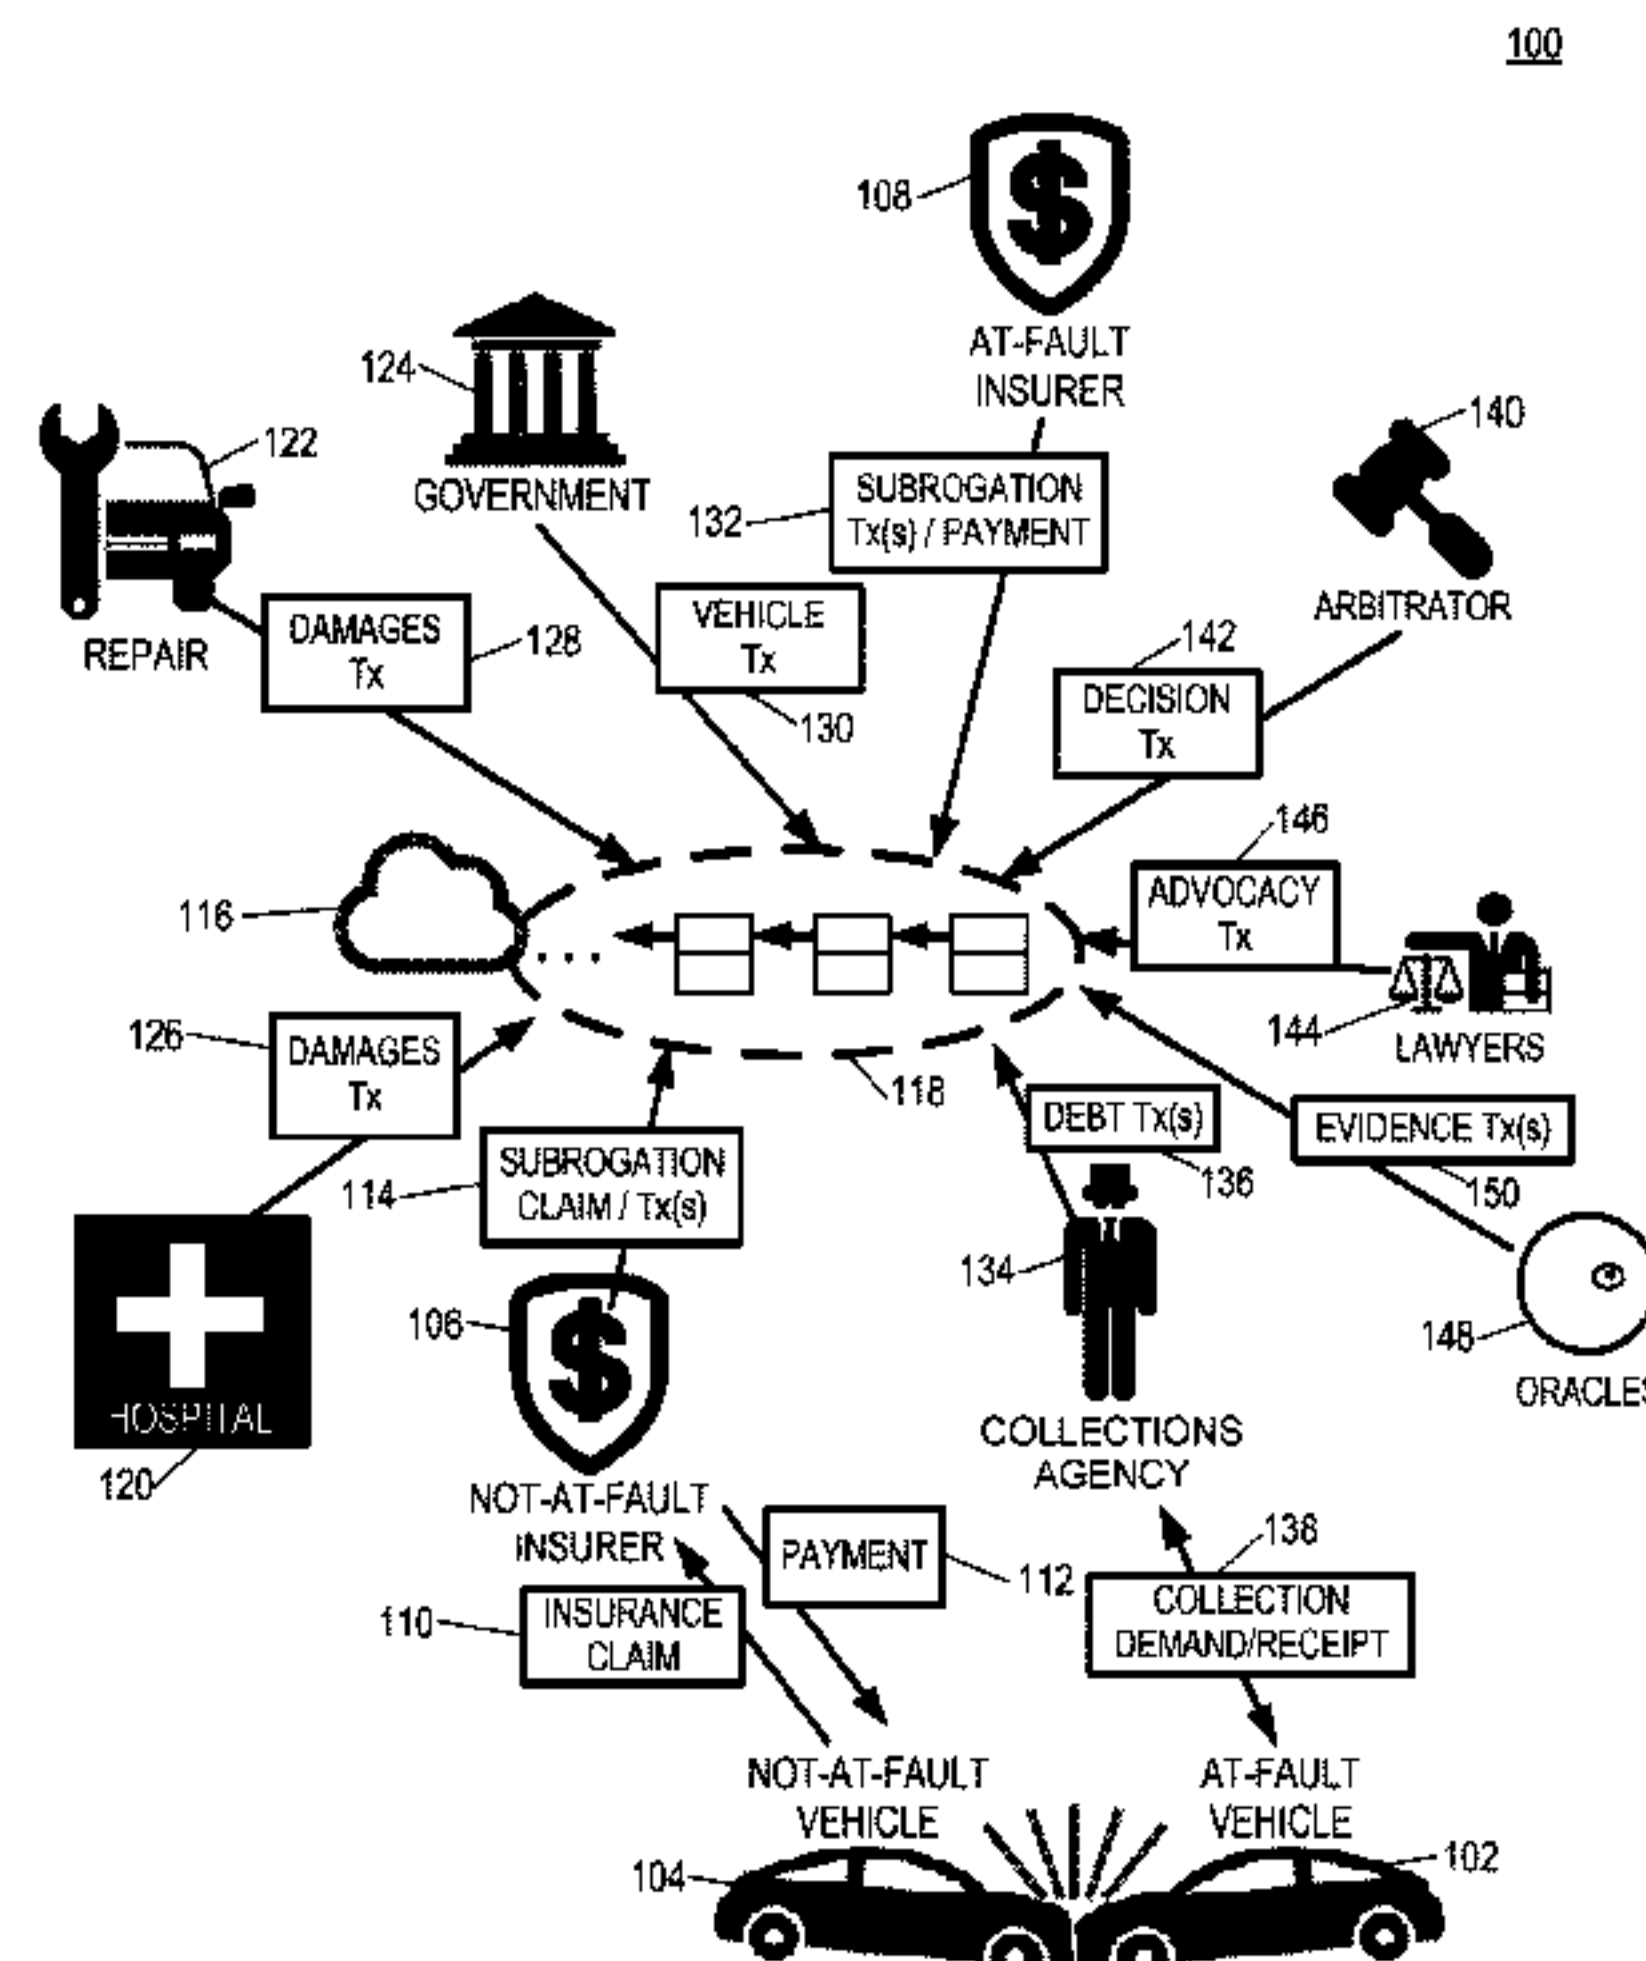 100
108
AT-FAULT
INSURER
124
GOVERNMENT
122
REPAIR
140
ARBITRATOR
132
SUBROGATION
Tx(s) / PAYMENT
DAMAGES
Tx
128
VEHICLE
Tx
130
142
DECISION
Tx
146
ADVOCACY
Tx
116
...
144
LAWYERS
126
DAMAGES
Tx
118
DEBT Tx(s)
136
EVIDENCE Tx(s)
150
114
SUBROGATION
CLAIM / Tx(s)
134
106
148
ORACLES
HOSPITAL
120
COLLECTIONS
AGENCY
NOT-AT-FAULT
INSURER
PAYMENT
112
138
COLLECTION
DEMAND/RECEIPT
110
INSURANCE
CLAIM
NOT-AT-FAULT
VEHICLE
AT-FAULT
VEHICLE
104
102